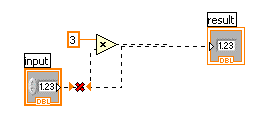 result
3
×
1.23
DBL
input
1.23
DBL